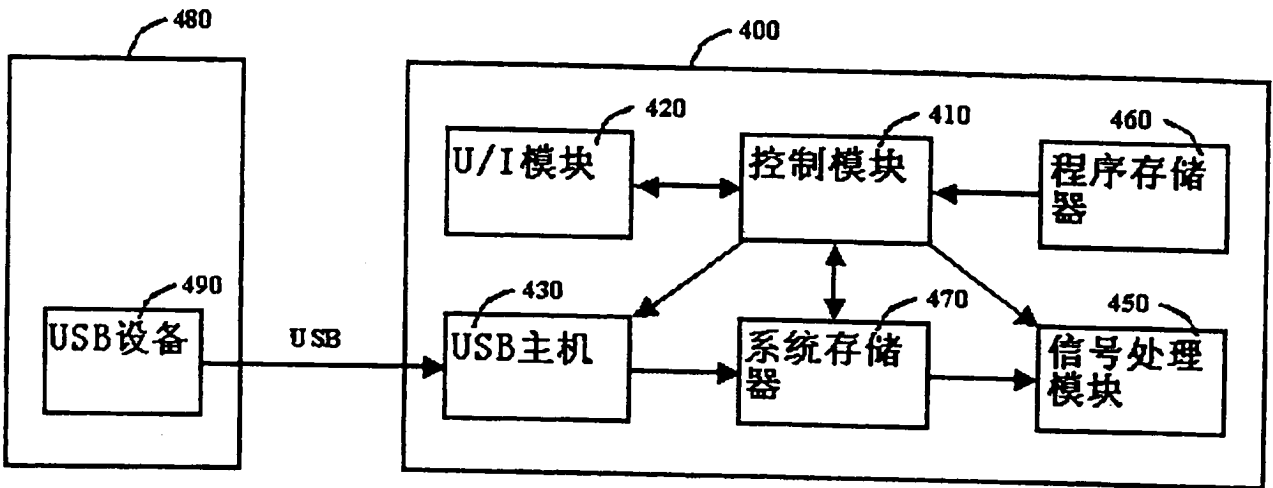 480
400
420
U/I模块
410
控制模块
460
程序存储
器
490
USB设备
USB
430
USB主机
470
系统存储
器
450
信号处理
模块